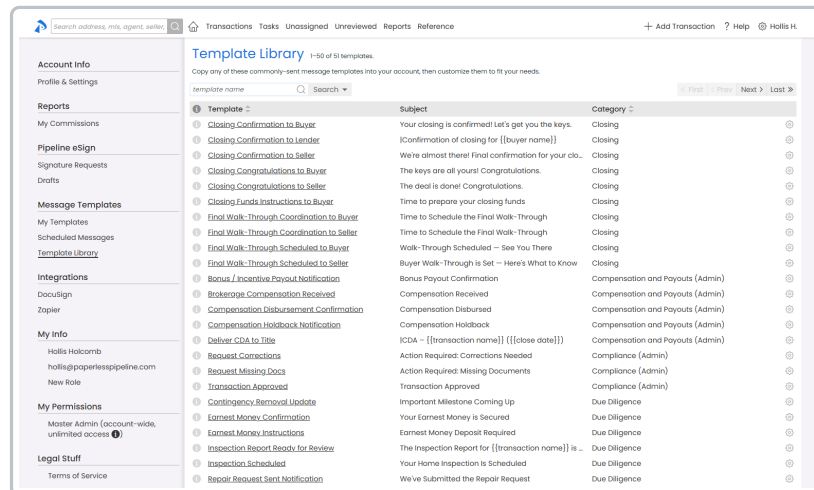 Search address, mls, agent, seller,
Transactions Tasks Unassigned Unreviewed Reports Reference
+ Add Transaction ? Help Hollis H.
Account Info
Profile & Settings
Reports
My Commissions
Pipeline eSign
Signature Requests
Drafts
Message Templates
My Templates
Scheduled Messages
Template Library
Integrations
DocuSign
Zapier
My Info
Hollis Holcomb
hollis@paperlesspipeline.com
New Role
My Permissions
Master Admin (account-wide,
unlimited access )
Legal Stuff
Terms of Service
Template Library 1–50 of 51 templates.
Copy any of these commonly-sent message templates into your account, then customize them to fit your needs.
template name Search
« First < Prev Next > Last »
Template Subject Category
Closing Confirmation to Buyer Your closing is confirmed! Let's get you the keys. Closing
Closing Confirmation to Lender |Confirmation of closing for {{buyer name}} Closing
Closing Confirmation to Seller We're almost there! Final confirmation for your clo... Closing
Closing Congratulations to Buyer The keys are all yours! Congratulations. Closing
Closing Congratulations to Seller The deal is done! Congratulations. Closing
Closing Funds Instructions to Buyer Time to prepare your closing funds Closing
Final Walk-Through Coordination to Buyer Time to Schedule the Final Walk-Through Closing
Final Walk-Through Coordination to Seller Time to Schedule the Final Walk-Through Closing
Final Walk-Through Scheduled to Buyer Walk-Through Scheduled — See You There Closing
Final Walk-Through Scheduled to Seller Buyer Walk-Through is Set — Here's What to Know Closing
Bonus / Incentive Payout Notification Bonus Payout Confirmation Compensation and Payouts (Admin)
Brokerage Compensation Received Compensation Received Compensation and Payouts (Admin)
Compensation Disbursement Confirmation Compensation Disbursed Compensation and Payouts (Admin)
Compensation Holdback Notification Compensation Holdback Compensation and Payouts (Admin)
Deliver CDA to Title |CDA – {{transaction name}} ({{close date}}) Compensation and Payouts (Admin)
Request Corrections Action Required: Corrections Needed Compliance (Admin)
Request Missing Docs Action Required: Missing Documents Compliance (Admin)
Transaction Approved Transaction Approved Compliance (Admin)
Contingency Removal Update Important Milestone Coming Up Due Diligence
Earnest Money Confirmation Your Earnest Money is Secured Due Diligence
Earnest Money Instructions Earnest Money Deposit Required Due Diligence
Inspection Report Ready for Review The Inspection Report for {{transaction name}} is ... Due Diligence
Inspection Scheduled Your Home Inspection Is Scheduled Due Diligence
Repair Request Sent Notification We've Submitted the Repair Request Due Diligence